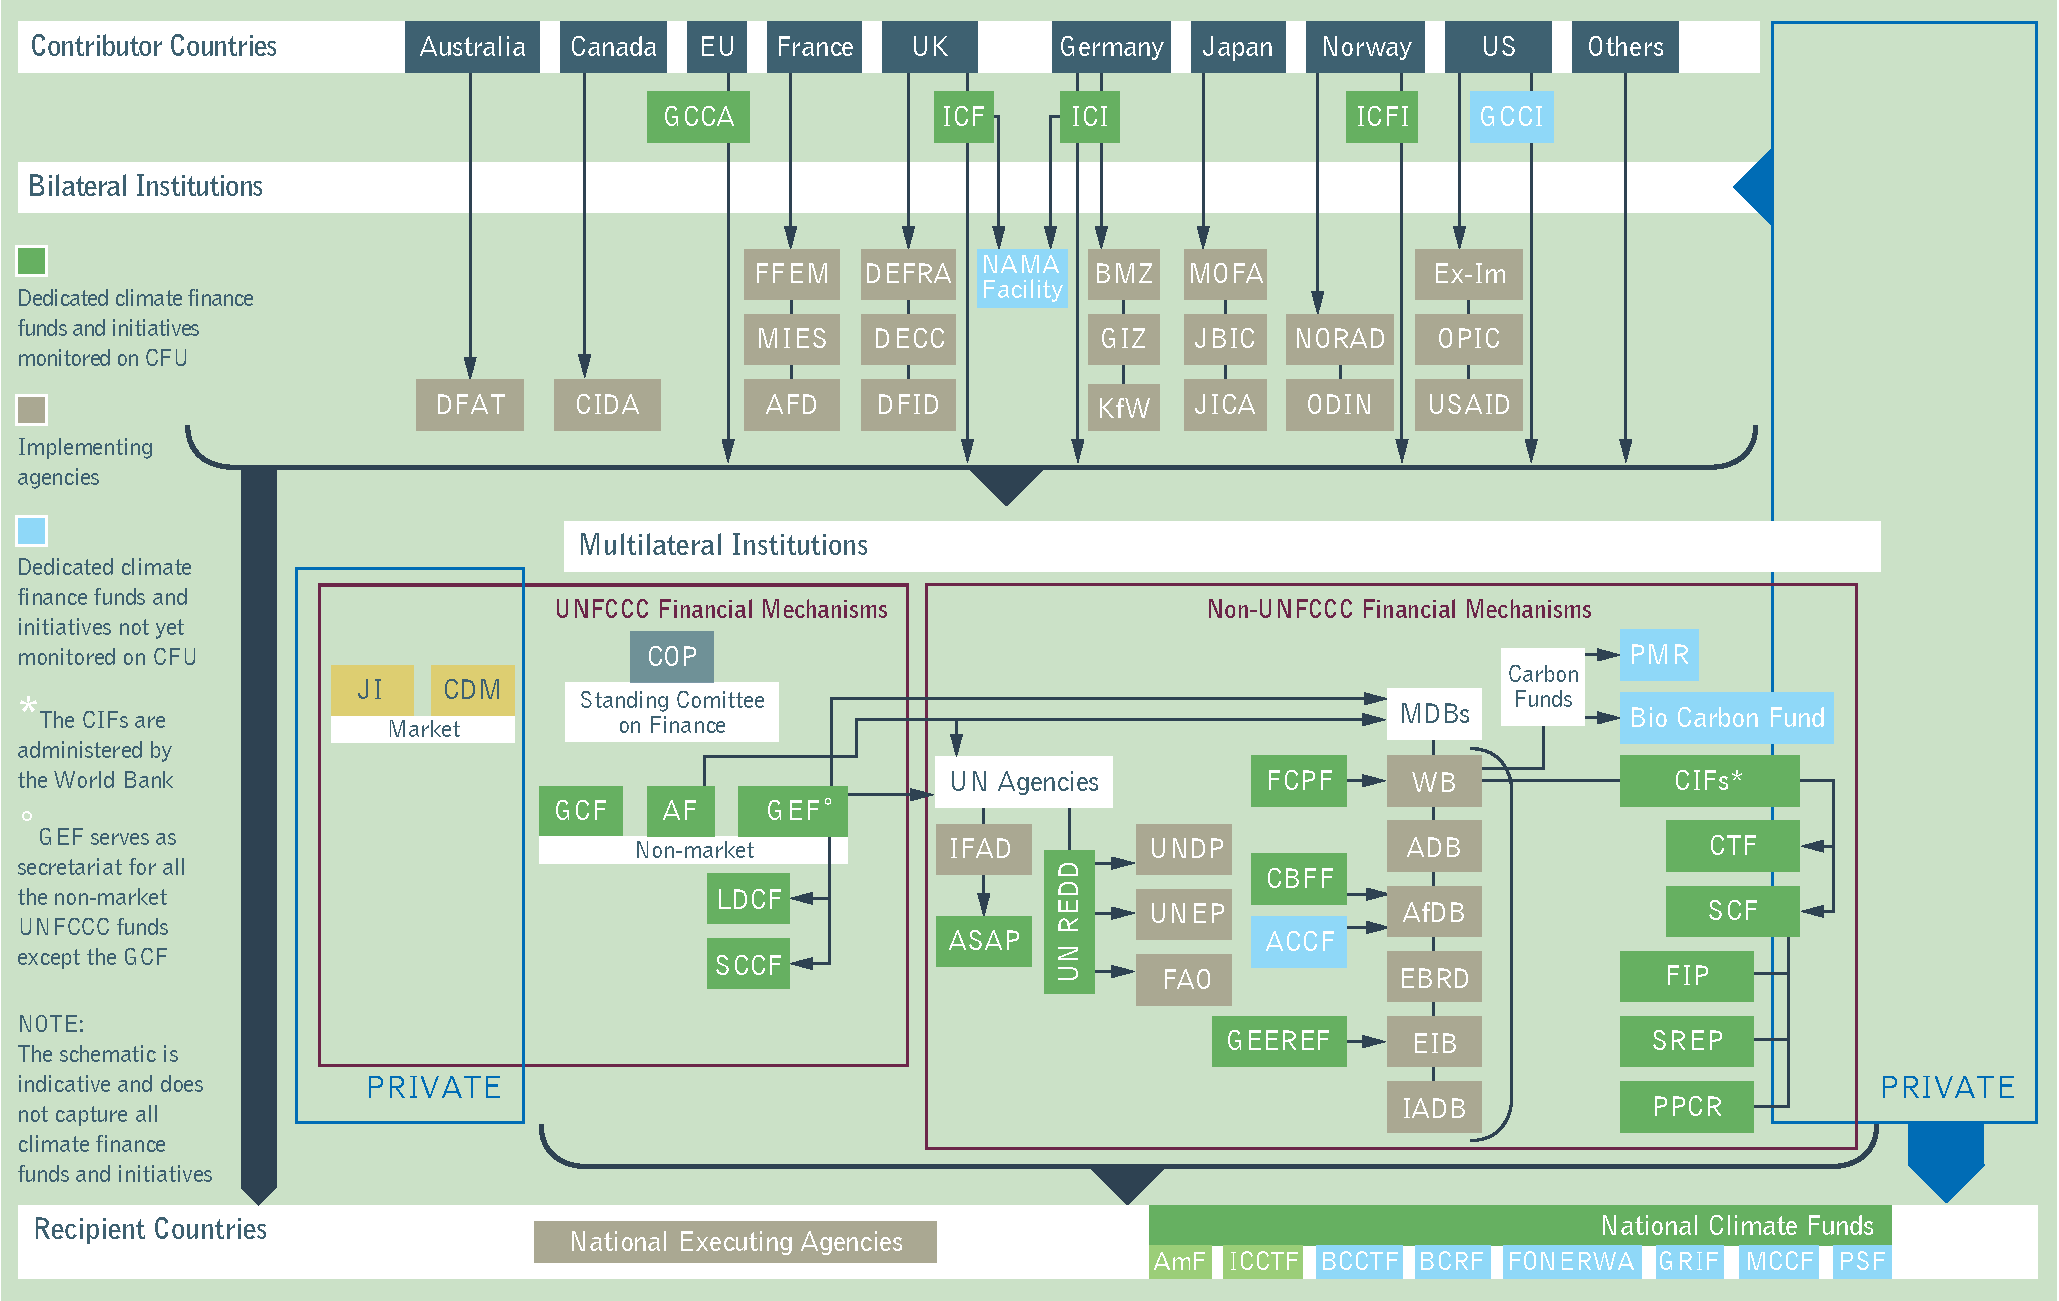 Contributor Countries
Australia
Canada
EU
France
UK
Germany
Japan
Norway
US
Others
GCCA
ICF
ICI
ICFI
GCCI
Bilateral Institutions
FFEM
DEFRA
NAMA
Facility
BMZ
MOFA
Ex-Im
MIES
DECC
GIZ
JBIC
NORAD
OPIC
DFAT
CIDA
AFD
DFID
KfW
JICA
ODIN
USAID
Dedicated climate finance
funds and initiatives
monitored on CFU
Implementing
agencies
Dedicated climate
finance funds and
initiatives not yet
monitored on CFU
*The CIFs are
administered by
the World Bank
°GEF serves as
secretariat for all
the non-market
UNFCCC funds
except the GCF
NOTE:
The schematic is
indicative and does
not capture all
climate finance
funds and initiatives
Multilateral Institutions
UNFCCC Financial Mechanisms
COP
Standing Comittee
on Finance
JI
CDM
Market
GCF
AF
GEF°
Non-market
LDCF
SCCF
PRIVATE
Non-UNFCCC Financial Mechanisms
UN Agencies
IFAD
ASAP
UN REDD
UNDP
UNEP
FAO
FCPF
CBFF
ACCF
GEEREF
MDBs
WB
ADB
AfDB
EBRD
EIB
IADB
Carbon
Funds
PMR
Bio Carbon Fund
CIFs*
CTF
SCF
FIP
SREP
PPCR
PRIVATE
Recipient Countries
National Executing Agencies
National Climate Funds
AmF
ICCTF
BCCTF
BCRF
FONERWA
GRIF
MCCF
PSF